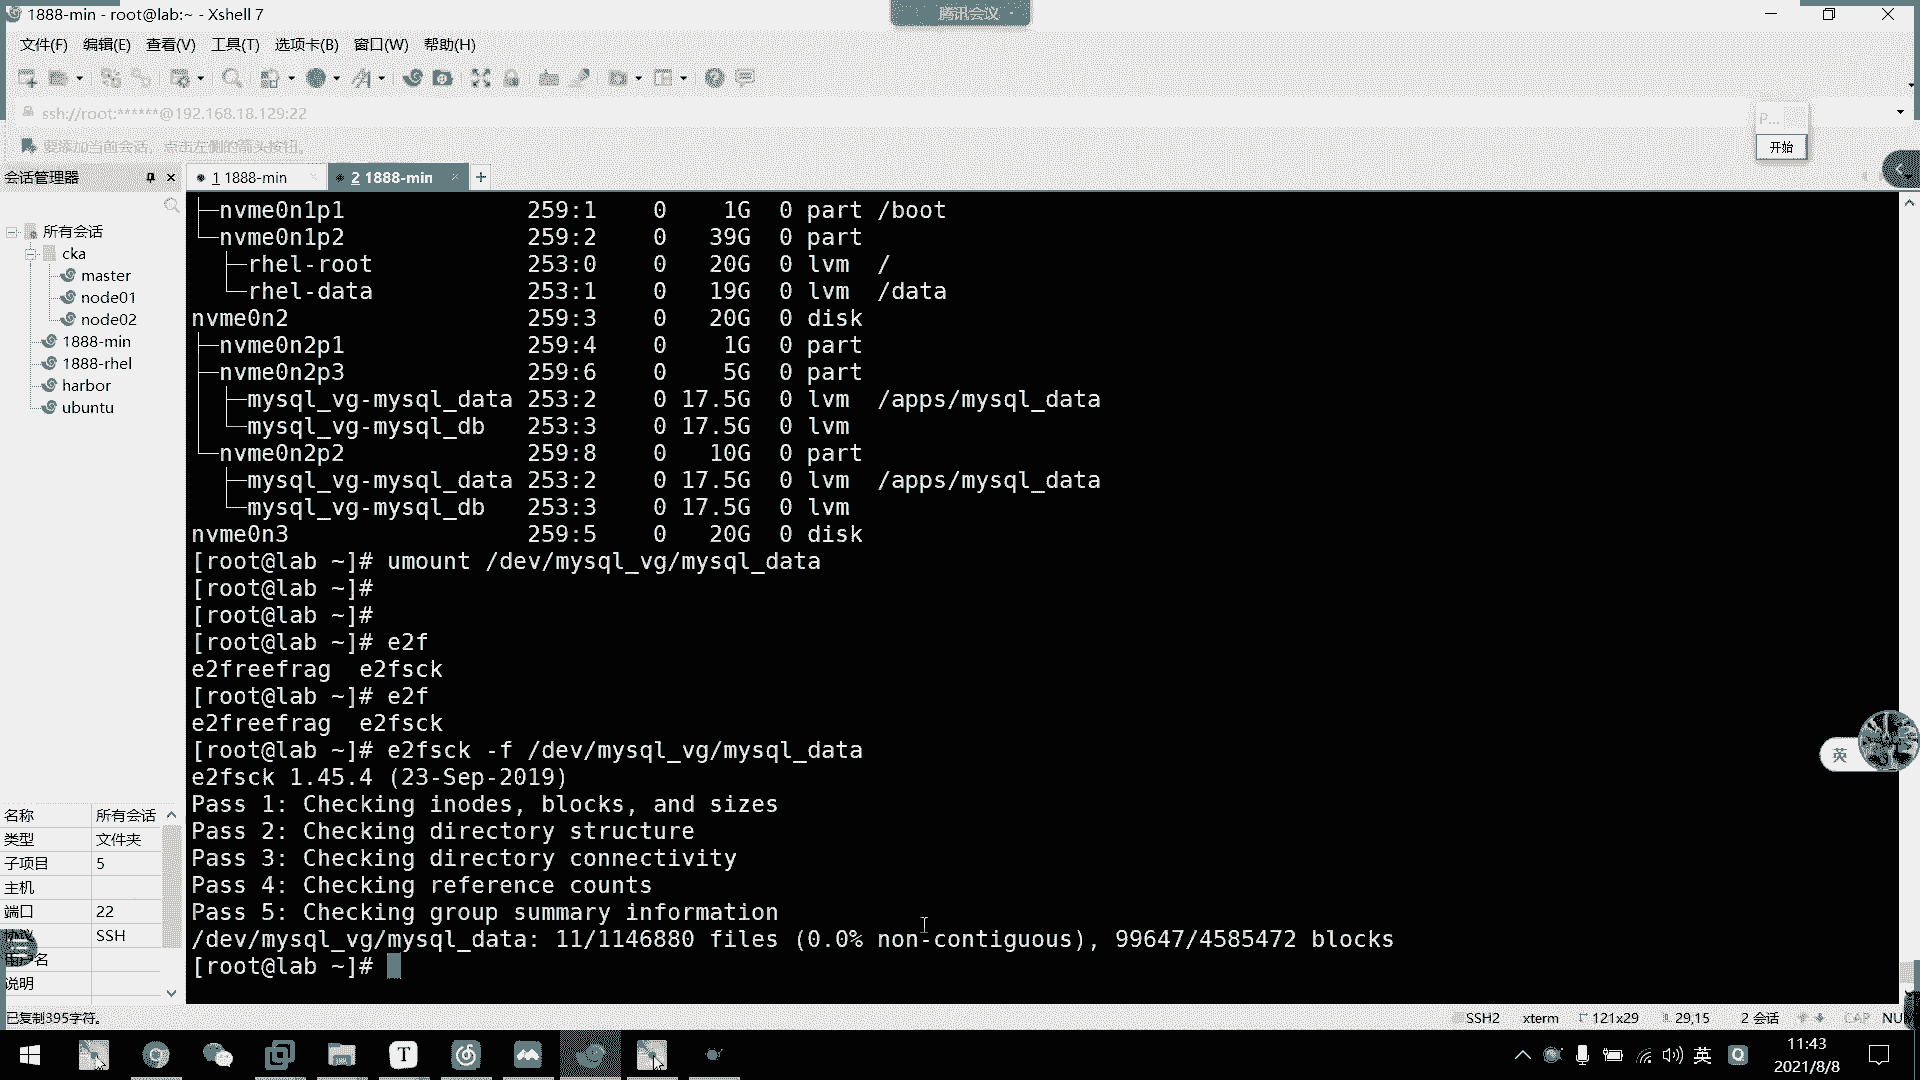 1888-min - root@lab:~ - Xshell 7
腾讯会议
文件(F) 编辑(E) 查看(V) 工具(T) 选项卡(B) 窗口(W) 帮助(H)
ssh://root:******@192.168.18.129:22
要添加当前会话，点击左侧的箭头按钮。
P...
开始
会话管理器
1 1888-min
2 1888-min
所有会话
cka
master
node01
node02
1888-min
1888-rhel
harbor
ubuntu
├─nvme0n1p1 259:1 0 1G 0 part /boot
└─nvme0n1p2 259:2 0 39G 0 part
├─rhel-root 253:0 0 20G 0 lvm /
└─rhel-data 253:1 0 19G 0 lvm /data
nvme0n2 259:3 0 20G 0 disk
├─nvme0n2p1 259:4 0 1G 0 part
├─nvme0n2p3 259:6 0 5G 0 part
│ ├─mysql_vg-mysql_data 253:2 0 17.5G 0 lvm /apps/mysql_data
│ └─mysql_vg-mysql_db 253:3 0 17.5G 0 lvm
└─nvme0n2p2 259:8 0 10G 0 part
├─mysql_vg-mysql_data 253:2 0 17.5G 0 lvm /apps/mysql_data
└─mysql_vg-mysql_db 253:3 0 17.5G 0 lvm
nvme0n3 259:5 0 20G 0 disk
[root@lab ~]# umount /dev/mysql_vg/mysql_data
[root@lab ~]#
[root@lab ~]#
[root@lab ~]# e2f
e2freefrag e2fsck
[root@lab ~]# e2f
e2freefrag e2fsck
[root@lab ~]# e2fsck -f /dev/mysql_vg/mysql_data
e2fsck 1.45.4 (23-Sep-2019)
Pass 1: Checking inodes, blocks, and sizes
Pass 2: Checking directory structure
Pass 3: Checking directory connectivity
Pass 4: Checking reference counts
Pass 5: Checking group summary information
/dev/mysql_vg/mysql_data: 11/1146880 files (0.0% non-contiguous), 99647/4585472 blocks
[root@lab ~]#
英
名称 所有会话
类型 文件夹
子项目 5
主机
端口 22
SSH
说明
已复制395字符。
SSH2 xterm 121x29 29,15 2 会话 CAP NUM
英
11:43
2021/8/8